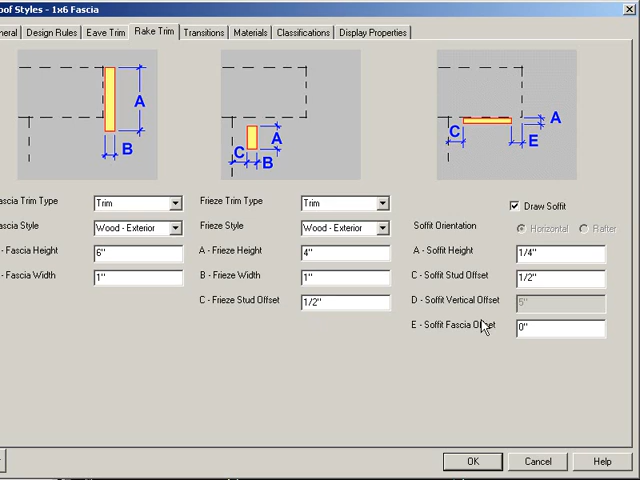 oof Styles - 1x6 Fascia
neral Design Rules Eave Trim Rake Trim Transitions Materials Classifications Display Properties
A
B
A
C B
A
C
E
ascia Trim Type Trim
ascia Style Wood - Exterior
- Fascia Height 6"
- Fascia Width 1"
Frieze Trim Type Trim
Frieze Style Wood - Exterior
A - Frieze Height 4"
B - Frieze Width 1"
C - Frieze Stud Offset 1/2"
Draw Soffit
Soffit Orientation Horizontal Rafter
A - Soffit Height 1/4"
C - Soffit Stud Offset 1/2"
D - Soffit Vertical Offset 5"
E - Soffit Fascia Offset 0"
OK Cancel Help